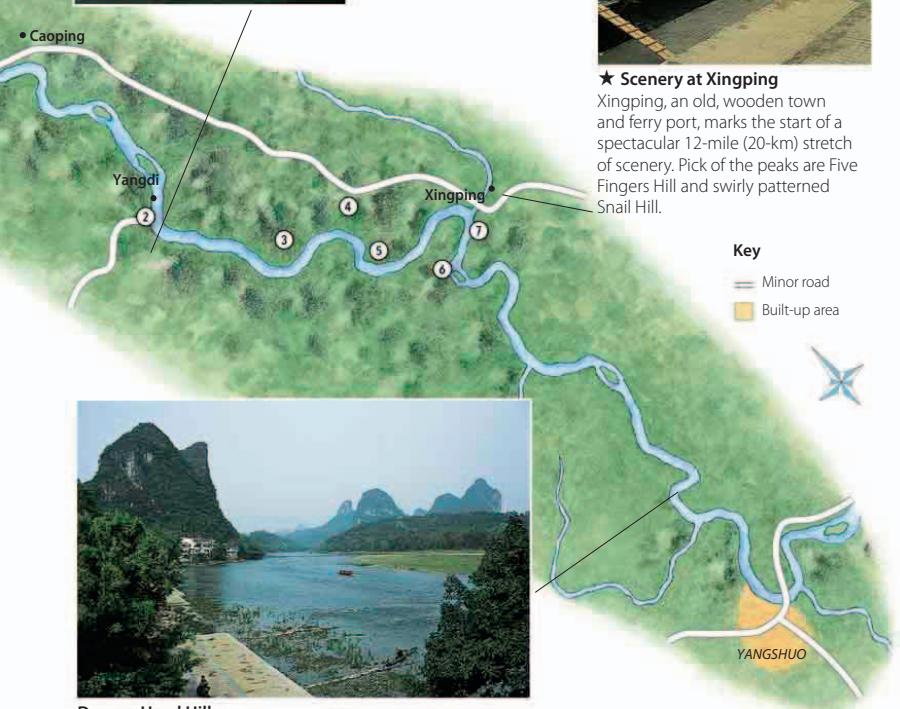 Caoping
★ Scenery at Xingping
Xingping, an old, wooden town
and ferry port, marks the start of a
spectacular 12-mile (20-km) stretch
of scenery. Pick of the peaks are Five
Fingers Hill and swirly patterned
Snail Hill.
Yangdi
Xingping
2
3
4
5
6
7
Key
Minor road
Built-up area
YANGSHUO